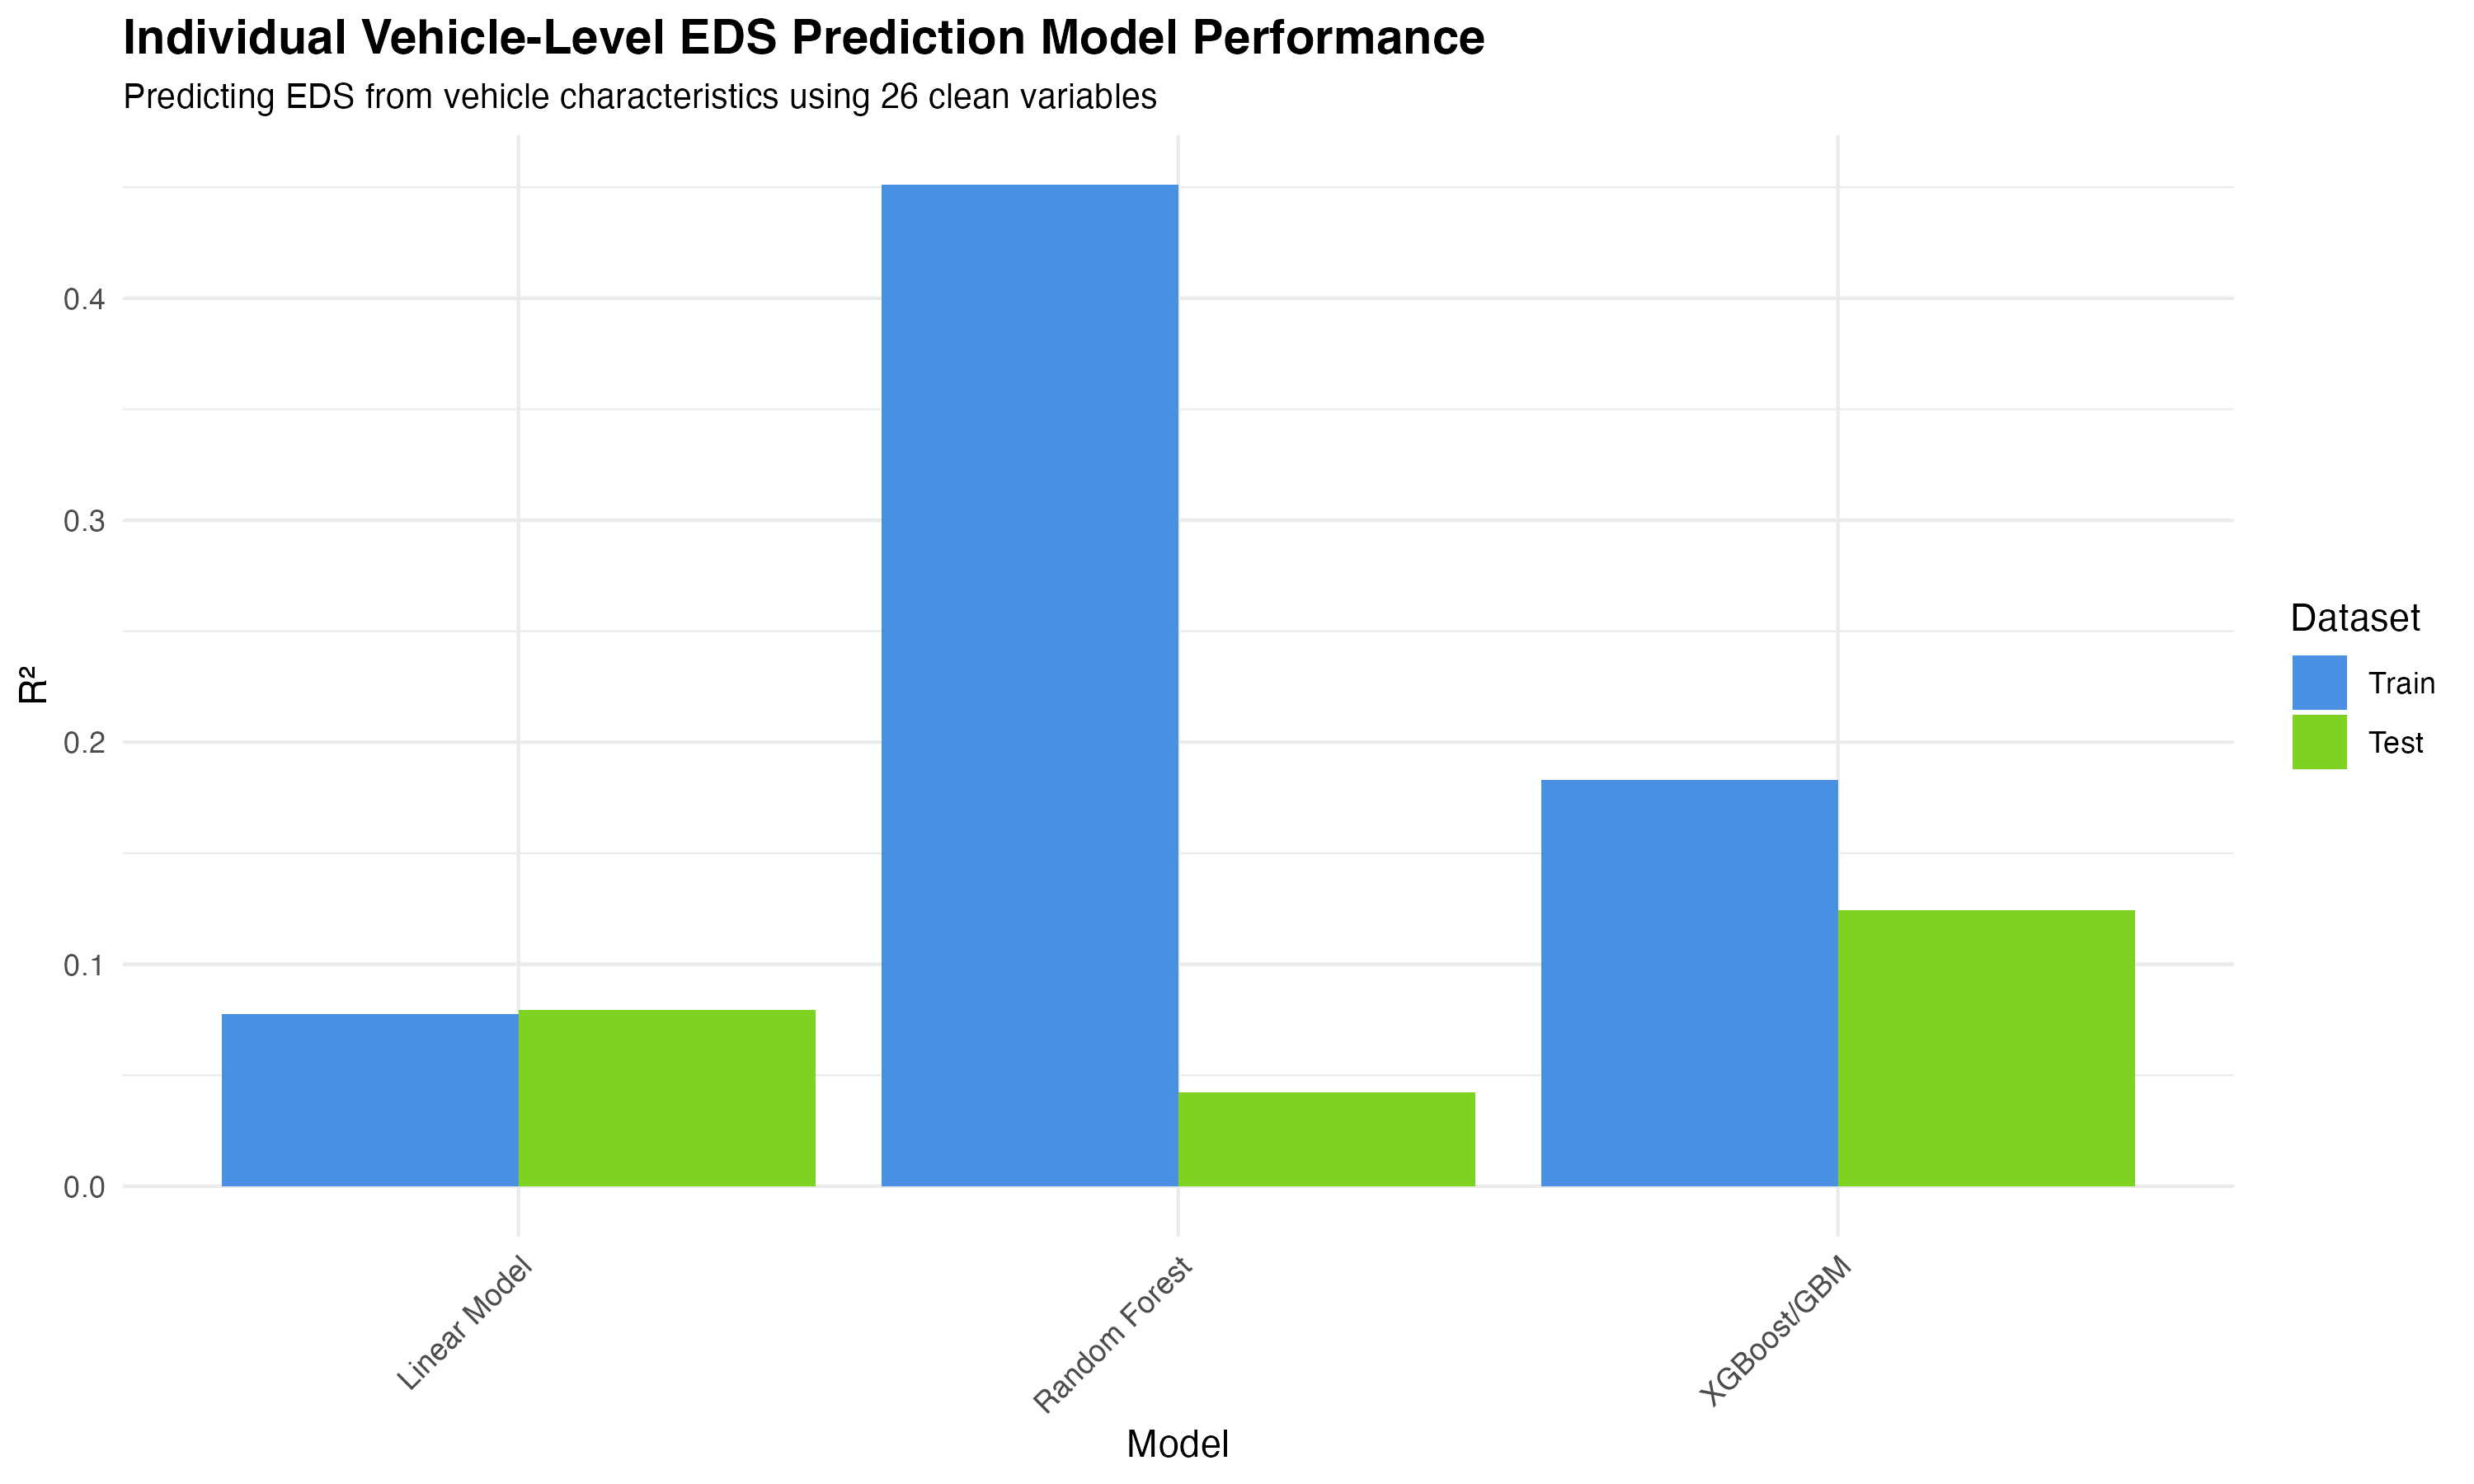 Individual Vehicle-Level EDS Prediction Model Performance
Predicting EDS from vehicle characteristics using 26 clean variables
R²
0.4
0.3
0.2
0.1
0.0
Linear Model
Random Forest
XGBoost/GBM
Model
Dataset
Train
Test